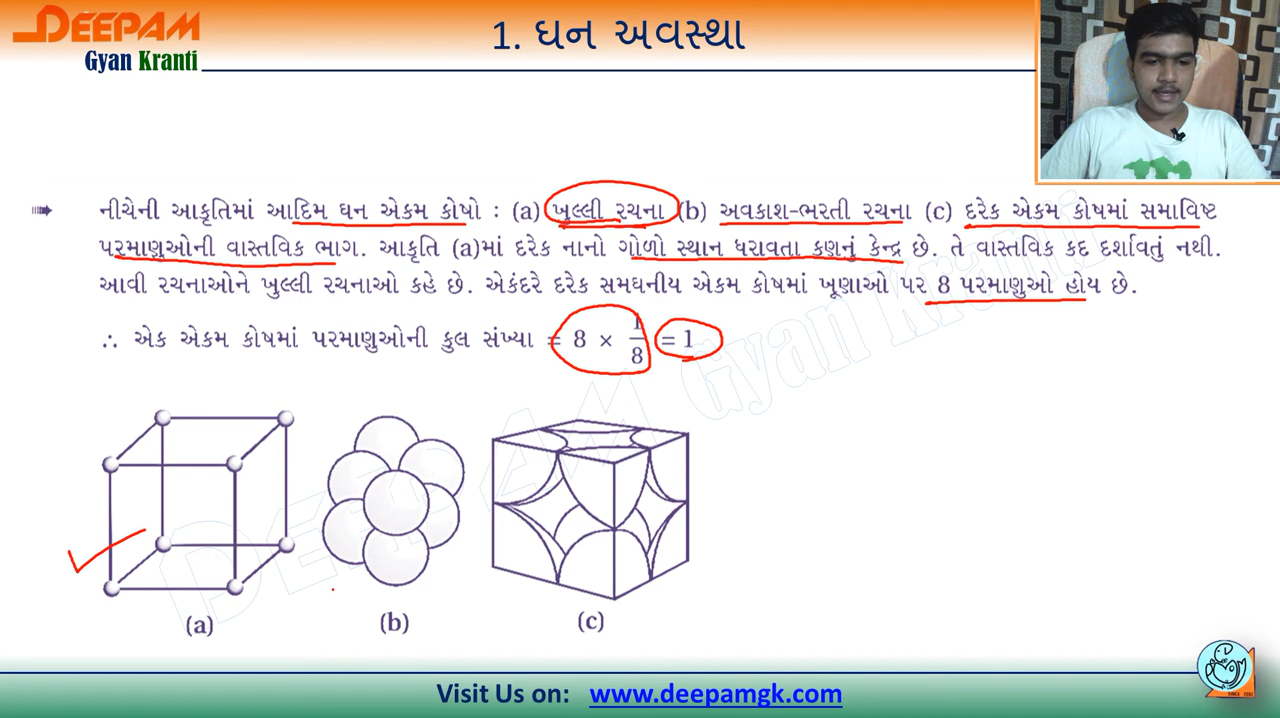 DEEPAM
Gyan Kranti
1. ઘન અવસ્થા
નીચેની આકૃતિમાં આદિમ ઘન એકમ કોષો : (a) ખુલ્લી રચના (b) અવકાશ-ભરતી રચના (c) દરેક એકમ કોષમાં સમાવિષ્ટ
પરમાણુઓની વાસ્તવિક ભાગ. આકૃતિ (a)માં દરેક નાનો ગોળો સ્થાન ધરાવતા કણનું કેન્દ્ર છે. તે વાસ્તવિક કદ દર્શાવતું નથી.
આવી રચનાઓને ખુલ્લી રચનાઓ કહે છે. એકંદરે દરેક સમઘનીય એકમ કોષમાં ખૂણાઓ પર 8 પરમાણુઓ હોય છે.
∴ એક એકમ કોષમાં પરમાણુઓની કુલ સંખ્યા = 8 × 1/8 = 1
DEEPAM Gyan Kranti
(a) (b) (c)
Visit Us on: www.deepamgk.com